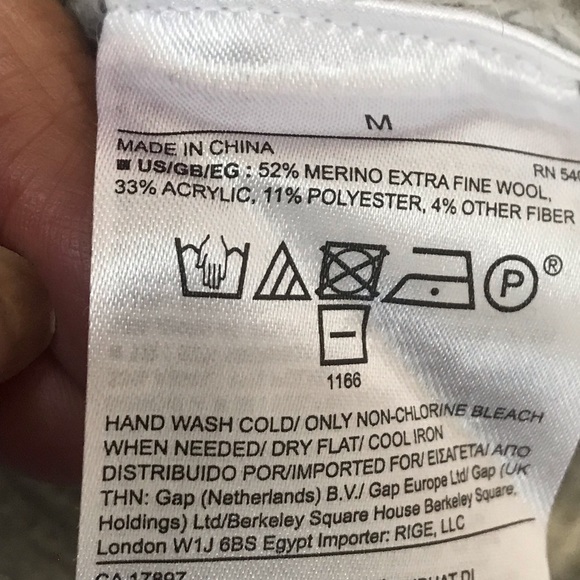 M
MADE IN CHINA
RN 540
US/GB/EG : 52% MERINO EXTRA FINE WOOL,
33% ACRYLIC, 11% POLYESTER, 4% OTHER FIBER
P ®
1166
HAND WASH COLD/ ONLY NON-CHLORINE BLEACH
WHEN NEEDED/ DRY FLAT/ COOL IRON
DISTRIBUIDO POR/IMPORTED FOR/ ΕΙΣΑΓΕΤΑΙ ΑΠΟ
THN: Gap (Netherlands) B.V./ Gap Europe Ltd/ Gap (UK
Holdings) Ltd/Berkeley Square House Berkeley Square,
London W1J 6BS Egypt Importer: RIGE, LLC
CA 17897